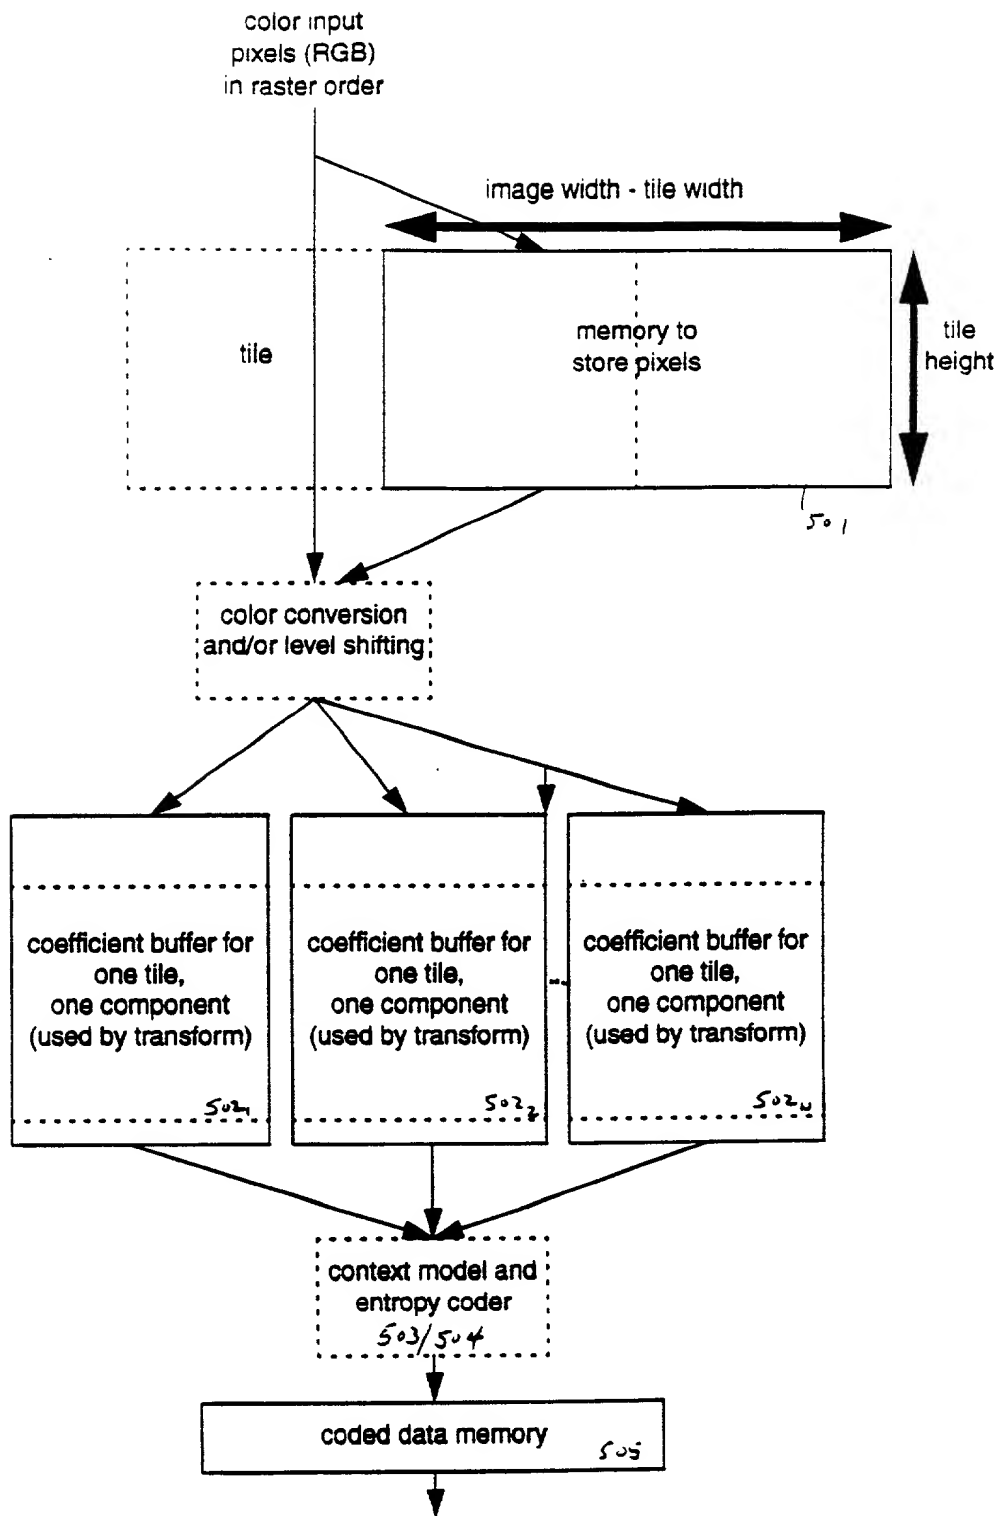 color input
pixels (RGB)
in raster order
image width - tile width
tile
memory to
store pixels
tile
height
501
color conversion
and/or level shifting
coefficient buffer for
one tile,
one component
(used by transform)
502₁
coefficient buffer for
one tile,
one component
(used by transform)
502₂
coefficient buffer for
one tile,
one component
(used by transform)
502ₙ
context model and
entropy coder
503/504
coded data memory
505